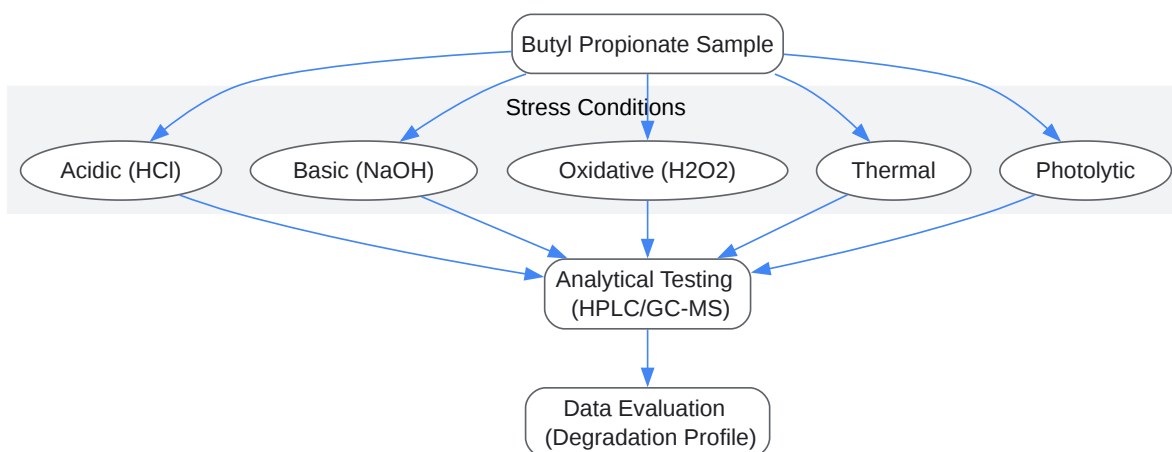 Butyl Propionate Sample
Stress Conditions
Acidic (HCl)
Basic (NaOH)
Oxidative (H2O2)
Thermal
Photolytic
Analytical Testing
(HPLC/GC-MS)
Data Evaluation
(Degradation Profile)